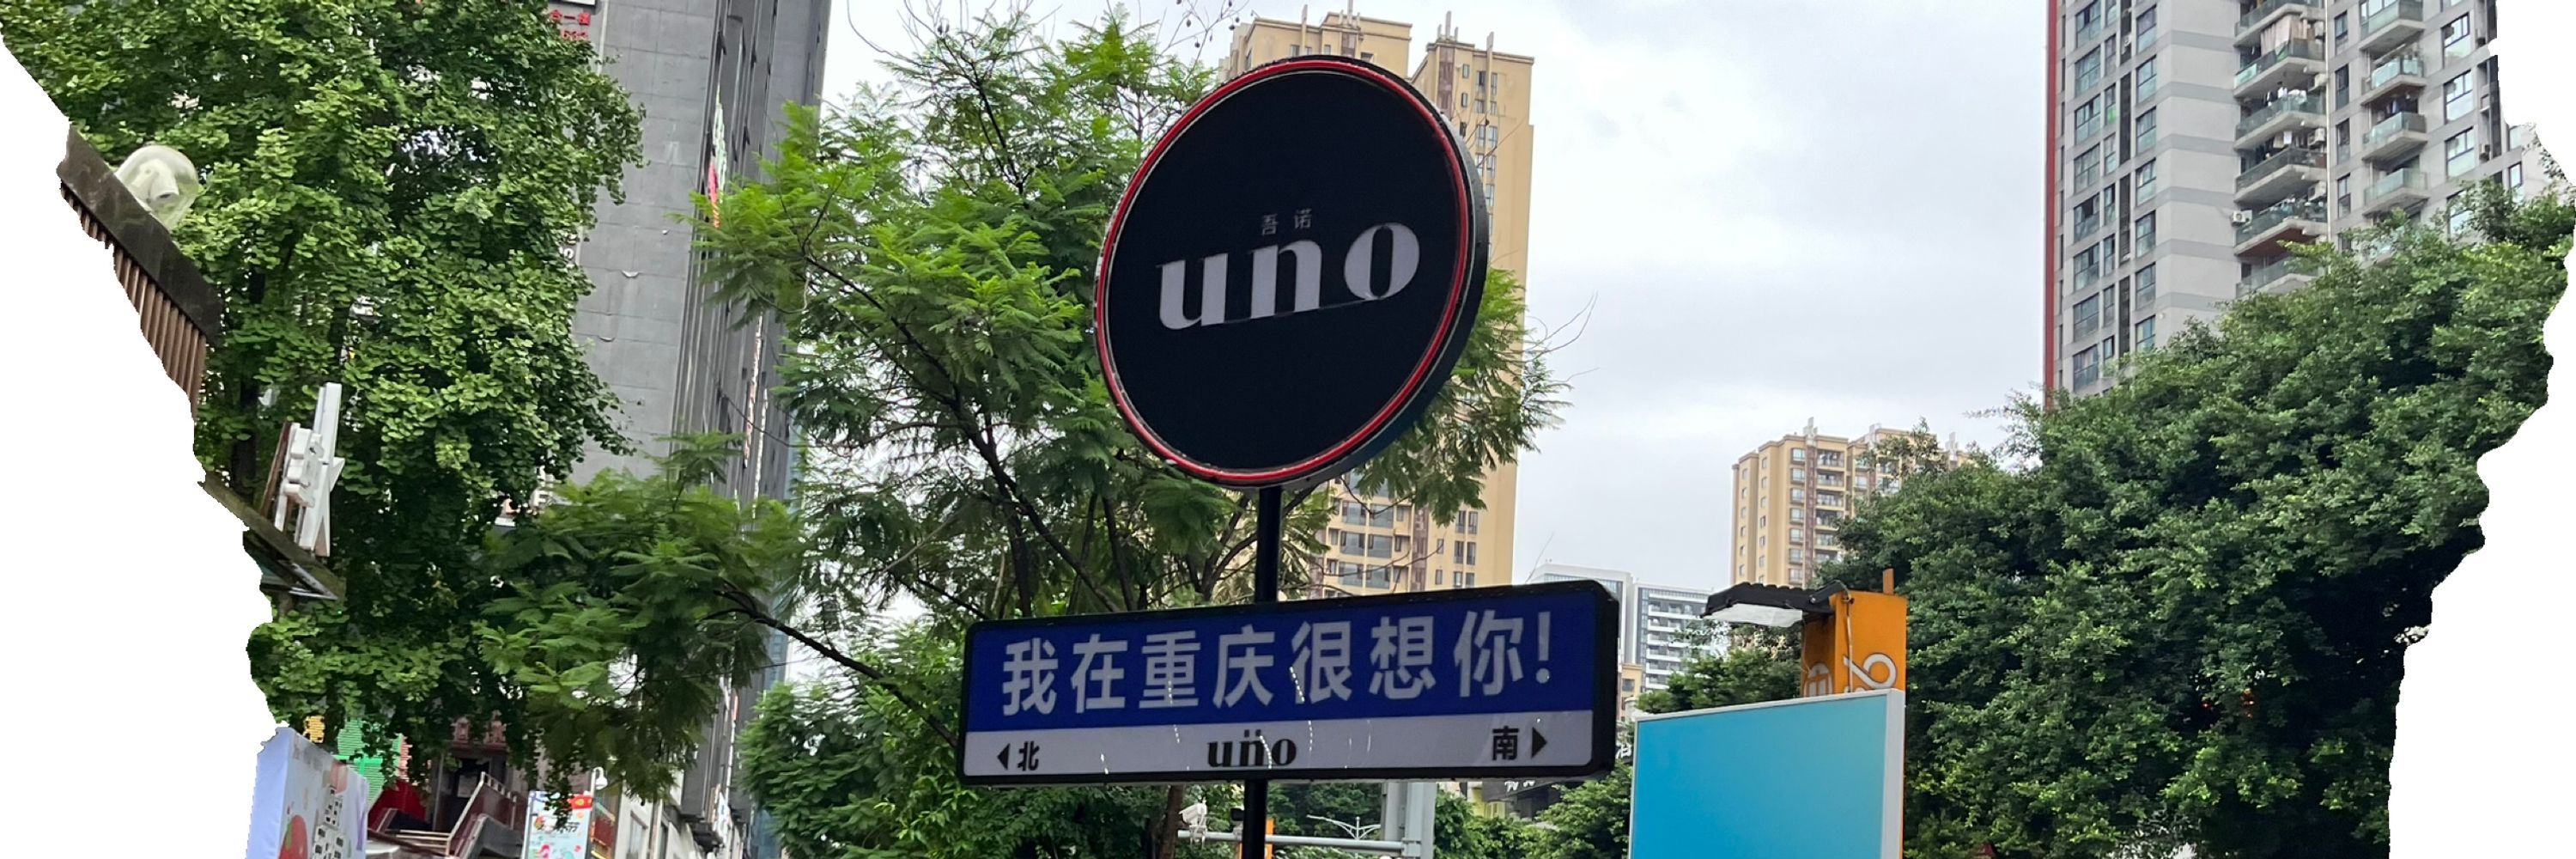 吾诺
uno
我在重庆很想你!
北 uno 南